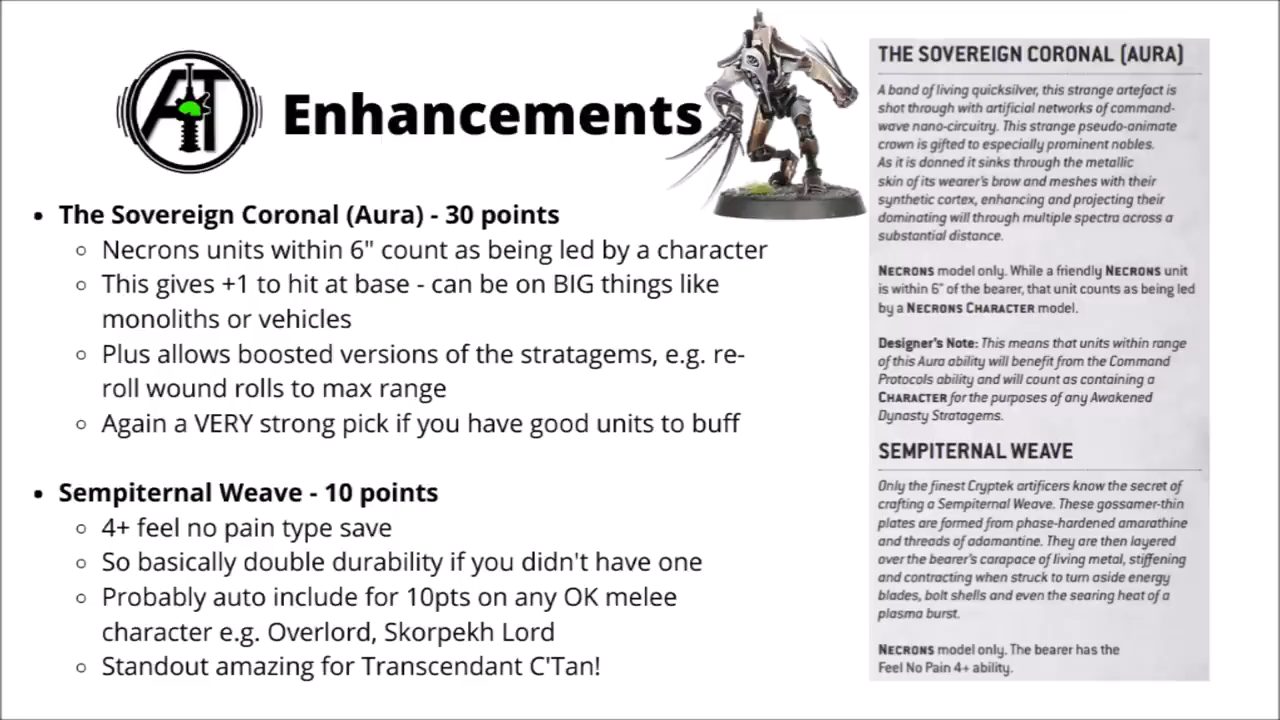 AT
Enhancements
• The Sovereign Coronal (Aura) - 30 points
○ Necrons units within 6" count as being led by a character
○ This gives +1 to hit at base - can be on BIG things like
monoliths or vehicles
○ Plus allows boosted versions of the stratagems, e.g. re-
roll wound rolls to max range
○ Again a VERY strong pick if you have good units to buff
• Sempiternal Weave - 10 points
○ 4+ feel no pain type save
○ So basically double durability if you didn't have one
○ Probably auto include for 10pts on any OK melee
character e.g. Overlord, Skorpekh Lord
○ Standout amazing for Transcendant C'Tan!
THE SOVEREIGN CORONAL (AURA)
A band of living quicksilver, this strange artefact is
shot through with artificial networks of command-
wave nano-circuitry. This strange pseudo-animate
crown is gifted to especially prominent nobles.
As it is donned it sinks through the metallic
skin of its wearer's brow and meshes with their
synthetic cortex, enhancing and projecting their
dominating will through multiple spectra across a
substantial distance.
NECRONS model only. While a friendly NECRONS unit
is within 6" of the bearer, that unit counts as being led
by a NECRONS CHARACTER model.
Designer's Note: This means that units within range
of this Aura ability will benefit from the Command
Protocols ability and will count as containing a
CHARACTER for the purposes of any Awakened
Dynasty Stratagems.
SEMPITERNAL WEAVE
Only the finest Cryptek artificers know the secret of
crafting a Sempiternal Weave. These gossamer-thin
plates are formed from phase-hardened amarathine
and threads of adamantine. They are then layered
over the bearer's carapace of living metal, stiffening
and contracting when struck to turn aside energy
blades, bolt shells and even the searing heat of a
plasma burst.
NECRONS model only. The bearer has the
Feel No Pain 4+ ability.